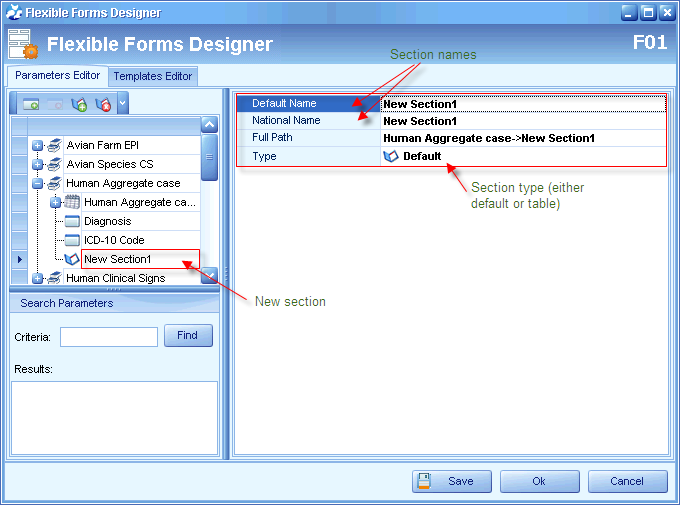 Flexible Forms Designer
Flexible Forms Designer
F01
Section names
Parameters Editor
Templates Editor
Avian Farm EPI
Avian Species CS
Human Aggregate case
Human Aggregate ca...
Diagnosis
ICD-10 Code
New Section1
Human Clinical Signs
Default Name New Section1
National Name New Section1
Full Path Human Aggregate case->New Section1
Type Default
Section type (either
default or table)
New section
Search Parameters
Criteria:
Find
Results:
Save
Ok
Cancel